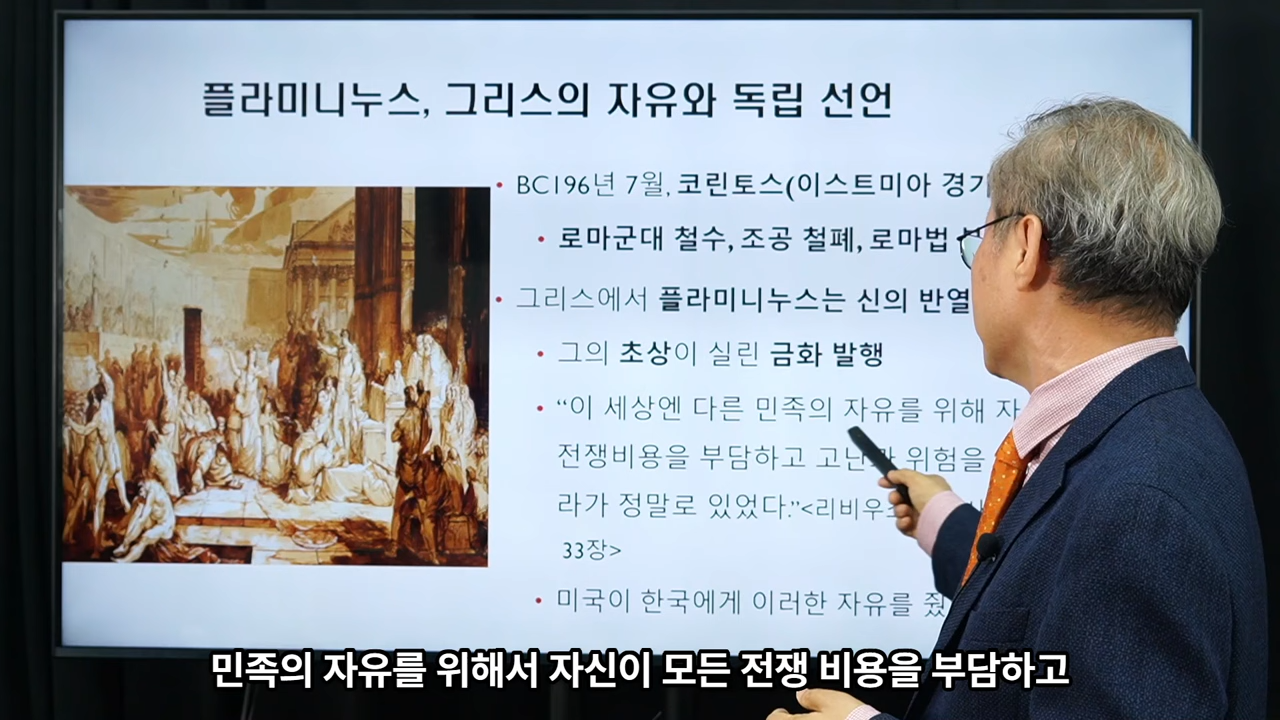 플라미니누스, 그리스의 자유와 독립 선언
• BC196년 7월, 코린토스(이스트미아 경기
• 로마군대 철수, 조공 철폐, 로마법
• 그리스에서 플라미니누스는 신의 반열
• 그의 초상이 실린 금화 발행
• “이 세상엔 다른 민족의 자유를 위해
전쟁비용을 부담하고 고난과 위험을
라가 정말로 있었다.”<리비우스
33장>
• 미국이 한국에게 이러한 자유를 줬
민족의 자유를 위해서 자신이 모든 전쟁 비용을 부담하고